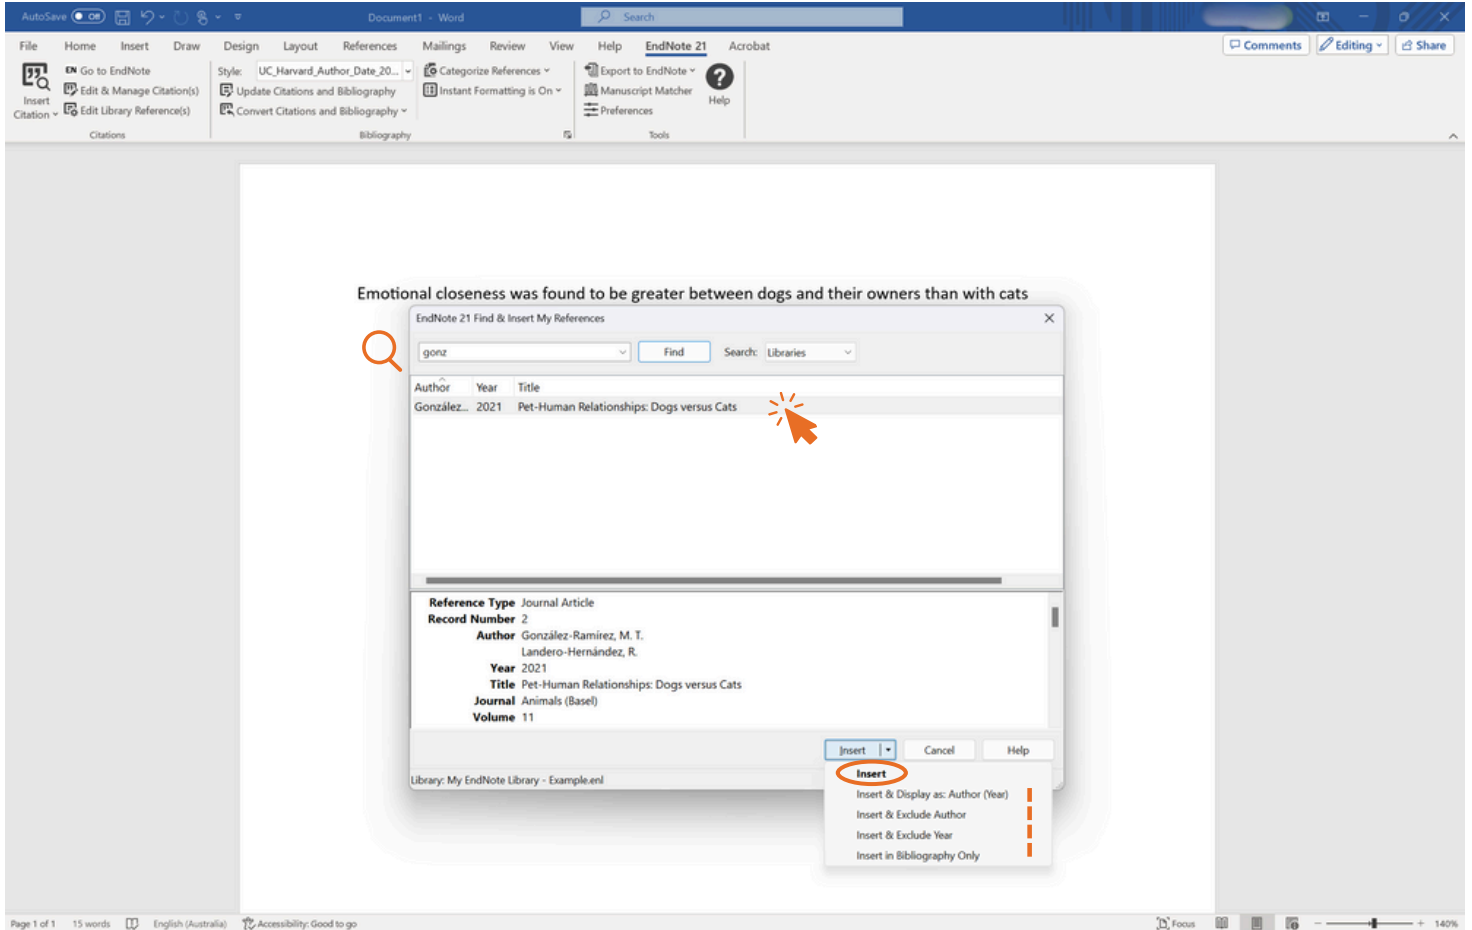 AutoSave Off Document1 - Word Search
File Home Insert Draw Design Layout References Mailings Review View Help EndNote 21 Acrobat Comments Editing Share
Insert Citation
EN Go to EndNote
Edit & Manage Citation(s)
Edit Library Reference(s)
Citations
Style: UC_Harvard_Author_Date_20...
Update Citations and Bibliography
Convert Citations and Bibliography
Categorize References
Instant Formatting is On
Bibliography
Export to EndNote
Manuscript Matcher
Preferences
Help
Tools
Emotional closeness was found to be greater between dogs and their owners than with cats
EndNote 21 Find & Insert My References
gonz Find Search: Libraries
Author Year Title
González... 2021 Pet-Human Relationships: Dogs versus Cats
Reference Type Journal Article
Record Number 2
Author González-Ramírez, M. T.
Landero-Hernández, R.
Year 2021
Title Pet-Human Relationships: Dogs versus Cats
Journal Animals (Basel)
Volume 11
Insert Cancel Help
Library: My EndNote Library - Example.enl
Insert
Insert & Display as: Author (Year)
Insert & Exclude Author
Insert & Exclude Year
Insert in Bibliography Only
Page 1 of 1 15 words English (Australia) Accessibility: Good to go Focus 140%